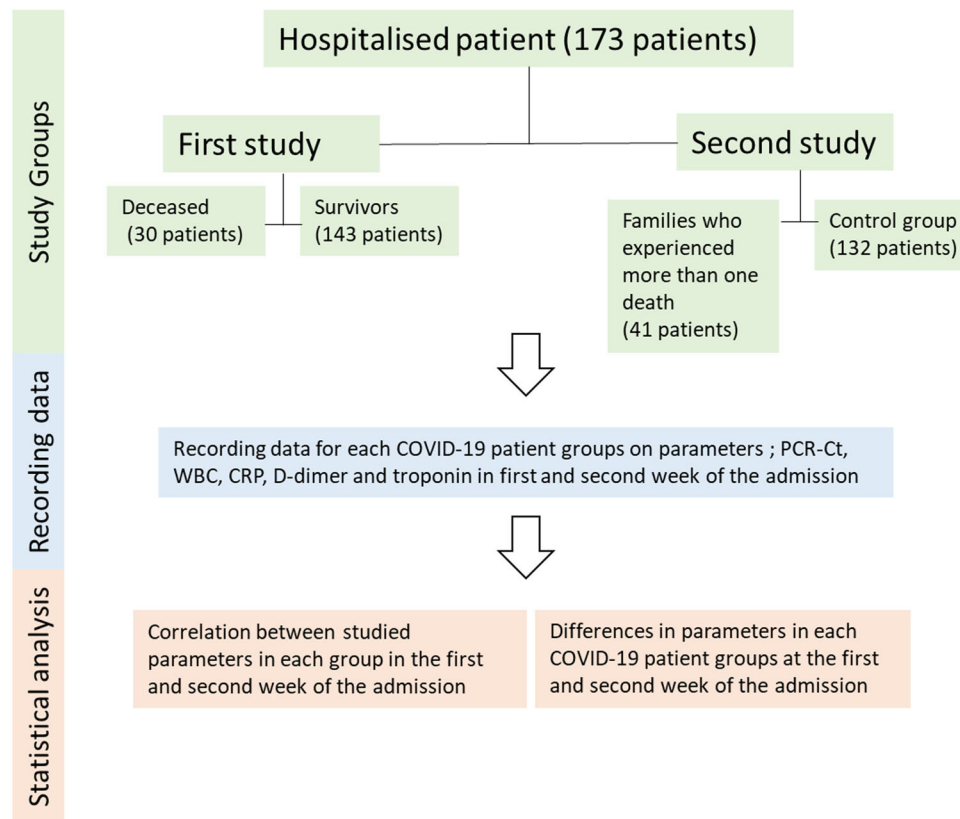 Hospitalised patient (173 patients)
Study Groups
First study
Second study
Deceased
(30 patients)
Survivors
(143 patients)
Families who
experienced
more than one
death
(41 patients)
Control group
(132 patients)
Recording data
Recording data for each COVID-19 patient groups on parameters ; PCR-Ct,
WBC, CRP, D-dimer and troponin in first and second week of the admission
Statistical analysis
Correlation between studied
parameters in each group in the first
and second week of the admission
Differences in parameters in each
COVID-19 patient groups at the first
and second week of the admission